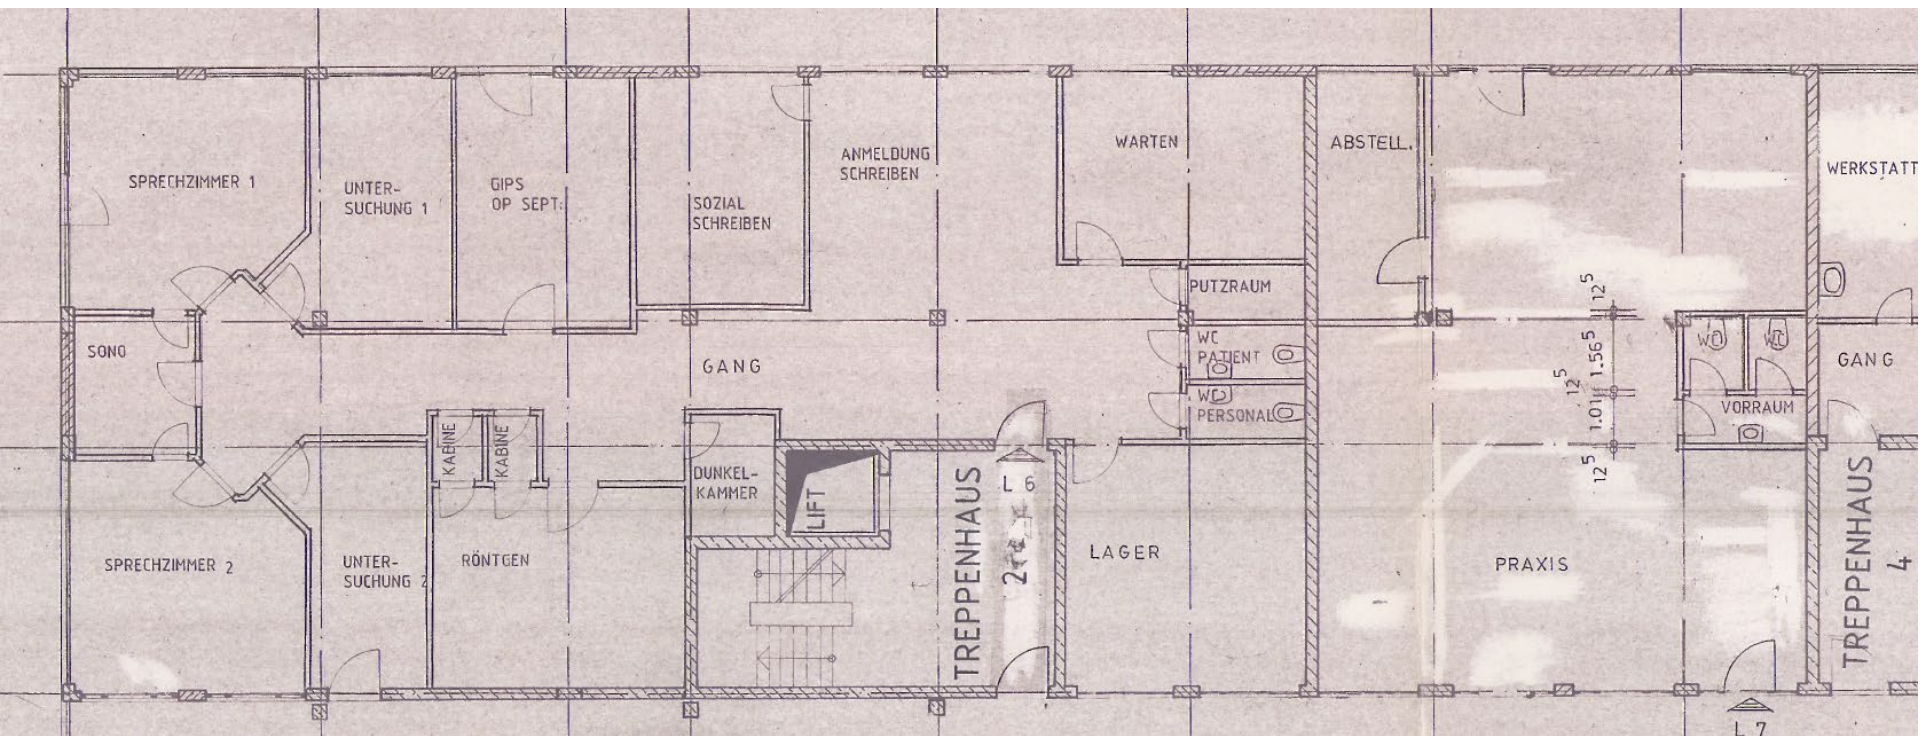 SPRECHZIMMER 1
UNTER-
SUCHUNG 1
GIPS
OP SEPT.
SOZIAL
SCHREIBEN
ANMELDUNG
SCHREIBEN
WARTEN
ABSTELL.
WERKSTATT
PUTZRAUM
SONO
GANG
WC
PATIENT
WC
PERSONAL
12⁵
1.56⁵
12⁵
1.01
12⁵
WC
WC
VORRAUM
GANG
KABINE
KABINE
DUNKEL-
KAMMER
LIFT
TREPPENHAUS
2
L 6
LAGER
SPRECHZIMMER 2
UNTER-
SUCHUNG 2
RÖNTGEN
PRAXIS
TREPPENHAUS
4
L 7